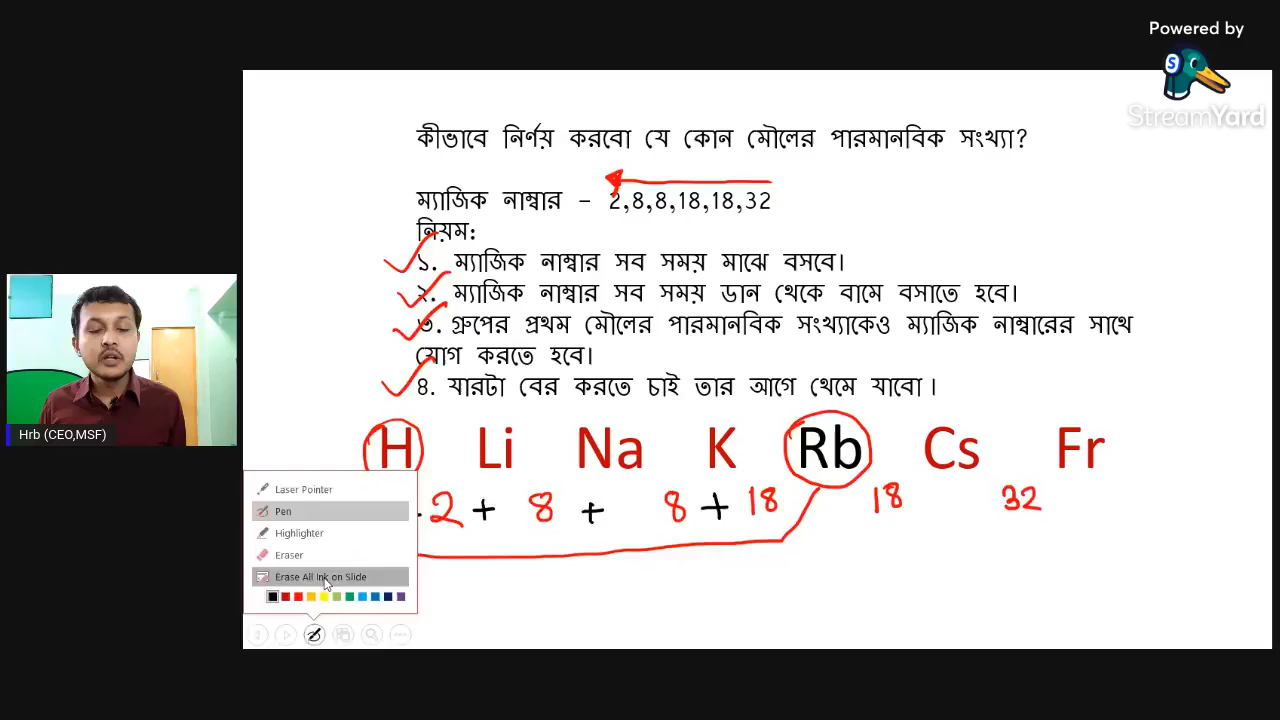 Powered by
StreamYard
কীভাবে নির্ণয় করবো যে কোন মৌলের পারমানবিক সংখ্যা?
ম্যাজিক নাম্বার – 2,8,8,18,18,32
নিয়ম:
১. ম্যাজিক নাম্বার সব সময় মাঝে বসবে।
২. ম্যাজিক নাম্বার সব সময় ডান থেকে বামে বসাতে হবে।
৩. গ্রুপের প্রথম মৌলের পারমানবিক সংখ্যাকেও ম্যাজিক নাম্বারের সাথে
যোগ করতে হবে।
৪. যারটা বের করতে চাই তার আগে থেমে যাবো।
H Li Na K Rb Cs Fr
2 + 8 + 8 + 18 18 32
Hrb (CEO,MSF)
Laser Pointer
Pen
Highlighter
Eraser
Erase All Ink on Slide